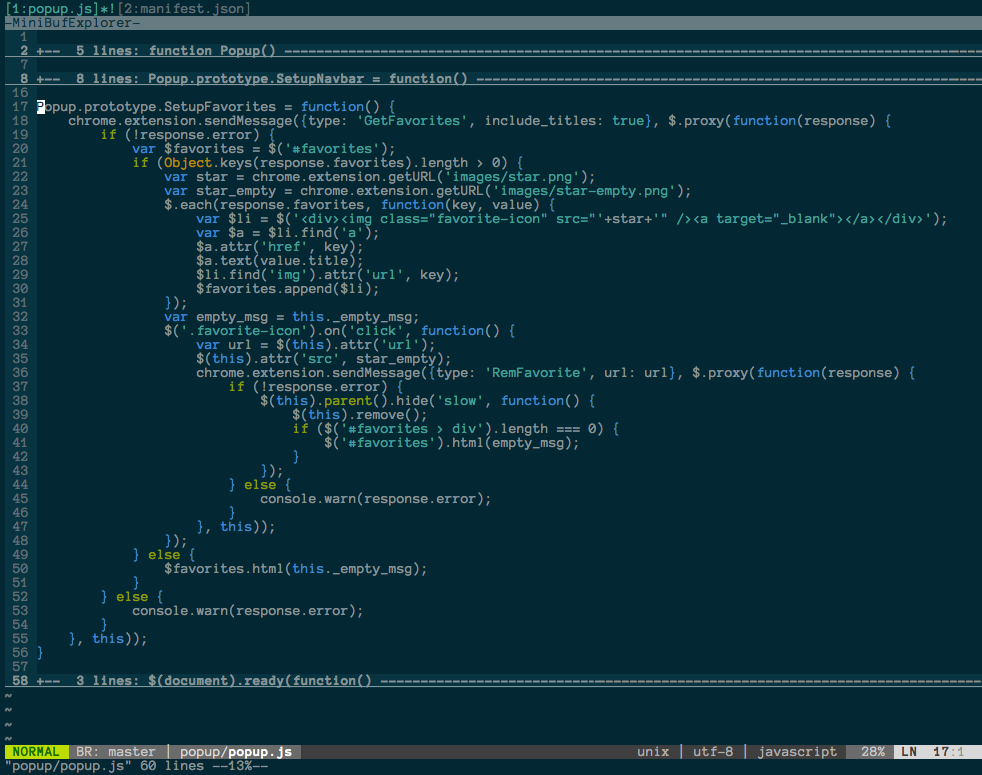 [1:popup.js]*![2:manifest.json]
-MiniBufExplorer-
1
2 +-- 5 lines: function Popup() ----------------------------------------------------------------------------------------
7
8 +-- 8 lines: Popup.prototype.SetupNavbar = function() ----------------------------------------------------------------
16
17 Popup.prototype.SetupFavorites = function() {
18     chrome.extension.sendMessage({type: 'GetFavorites', include_titles: true}, $.proxy(function(response) {
19         if (!response.error) {
20             var $favorites = $('#favorites');
21             if (Object.keys(response.favorites).length > 0) {
22                 var star = chrome.extension.getURL('images/star.png');
23                 var star_empty = chrome.extension.getURL('images/star-empty.png');
24                 $.each(response.favorites, function(key, value) {
25                     var $li = $('<div><img class="favorite-icon" src="'+star+'" /><a target="_blank"></a></div>');
26                     var $a = $li.find('a');
27                     $a.attr('href', key);
28                     $a.text(value.title);
29                     $li.find('img').attr('url', key);
30                     $favorites.append($li);
31                 });
32                 var empty_msg = this._empty_msg;
33                 $('.favorite-icon').on('click', function() {
34                     var url = $(this).attr('url');
35                     $(this).attr('src', star_empty);
36                     chrome.extension.sendMessage({type: 'RemFavorite', url: url}, $.proxy(function(response) {
37                         if (!response.error) {
38                             $(this).parent().hide('slow', function() {
39                                 $(this).remove();
40                                 if ($('#favorites > div').length === 0) {
41                                     $('#favorites').html(empty_msg);
42                                 }
43                             });
44                         } else {
45                             console.warn(response.error);
46                         }
47                     }, this));
48                 });
49             } else {
50                 $favorites.html(this._empty_msg);
51             }
52         } else {
53             console.warn(response.error);
54         }
55     }, this));
56 }
57
58 +-- 3 lines: $(document).ready(function() ----------------------------------------------------------------------------
~
~
~
~
NORMAL BR: master | popup/popup.js unix | utf-8 | javascript 28% LN 17:1
"popup/popup.js" 60 lines --13%--